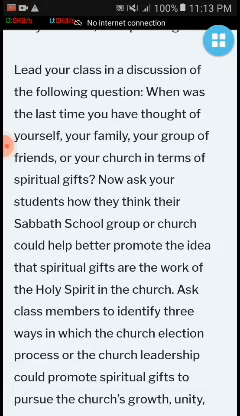 100% 11:13 PM
D:0KB/s U:0KB/s No internet connection
Lead your class in a discussion of
the following question: When was
the last time you have thought of
yourself, your family, your group of
friends, or your church in terms of
spiritual gifts? Now ask your
students how they think their
Sabbath School group or church
could help better promote the idea
that spiritual gifts are the work of
the Holy Spirit in the church. Ask
class members to identify three
ways in which the church election
process or the church leadership
could promote spiritual gifts to
pursue the church's growth, unity,